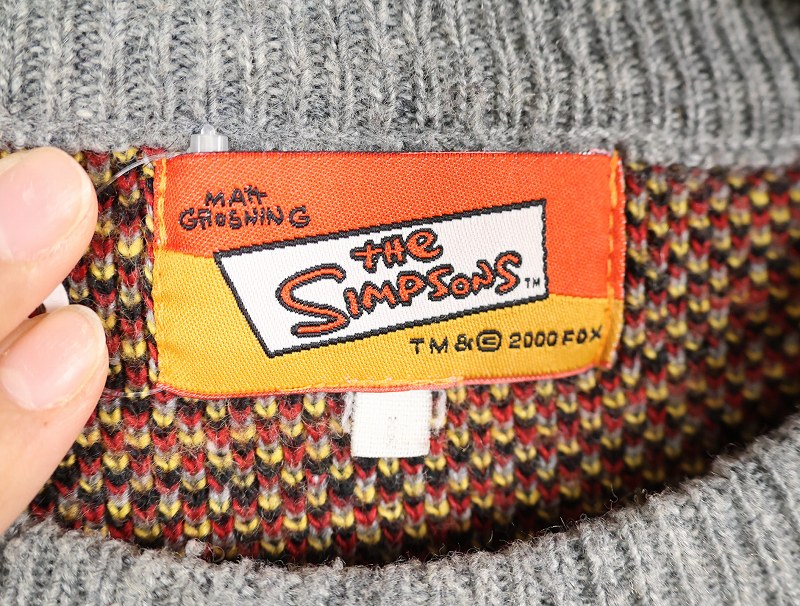 MATT
GROENING
THE
SIMPSONS TM
TM & © 2000 FOX